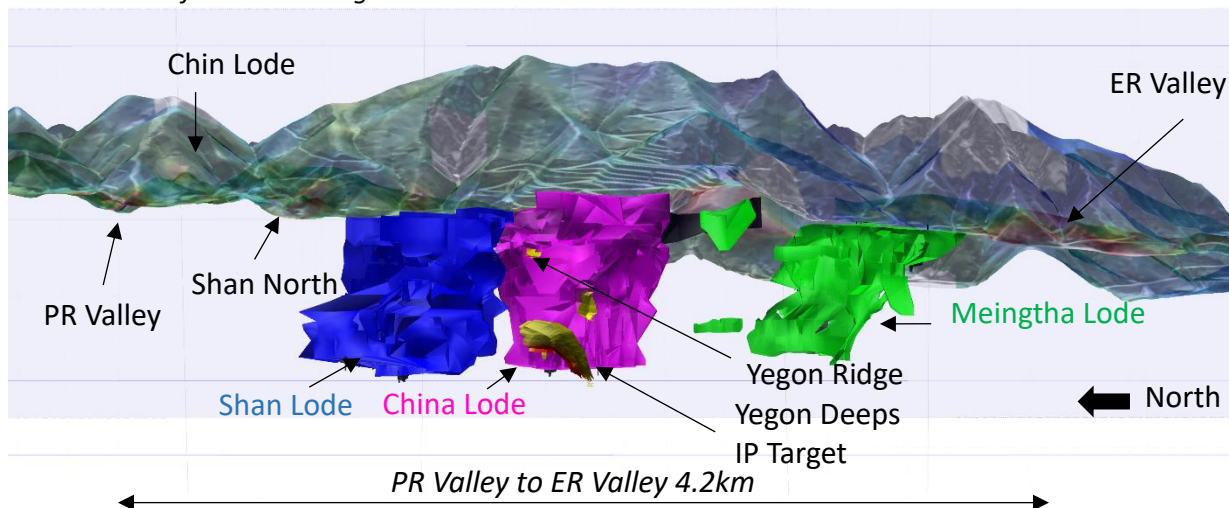 Chin Lode
ER Valley
Shan North
PR Valley
Meingtha Lode
Yegon Ridge
Shan Lode
China Lode
North
Yegon Deeps
IP Target
PR Valley to ER Valley 4.2km